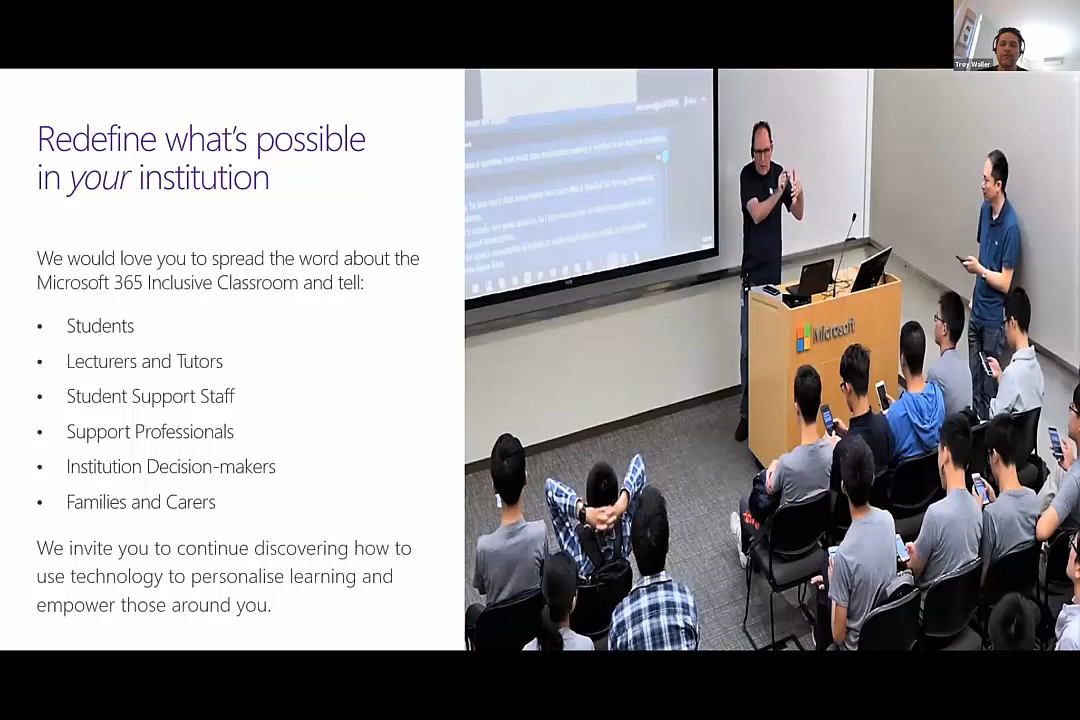 Troy Waller
Redefine what's possible
in your institution
We would love you to spread the word about the
Microsoft 365 Inclusive Classroom and tell:
• Students
• Lecturers and Tutors
• Student Support Staff
• Support Professionals
• Institution Decision-makers
• Families and Carers
We invite you to continue discovering how to
use technology to personalise learning and
empower those around you.
Microsoft